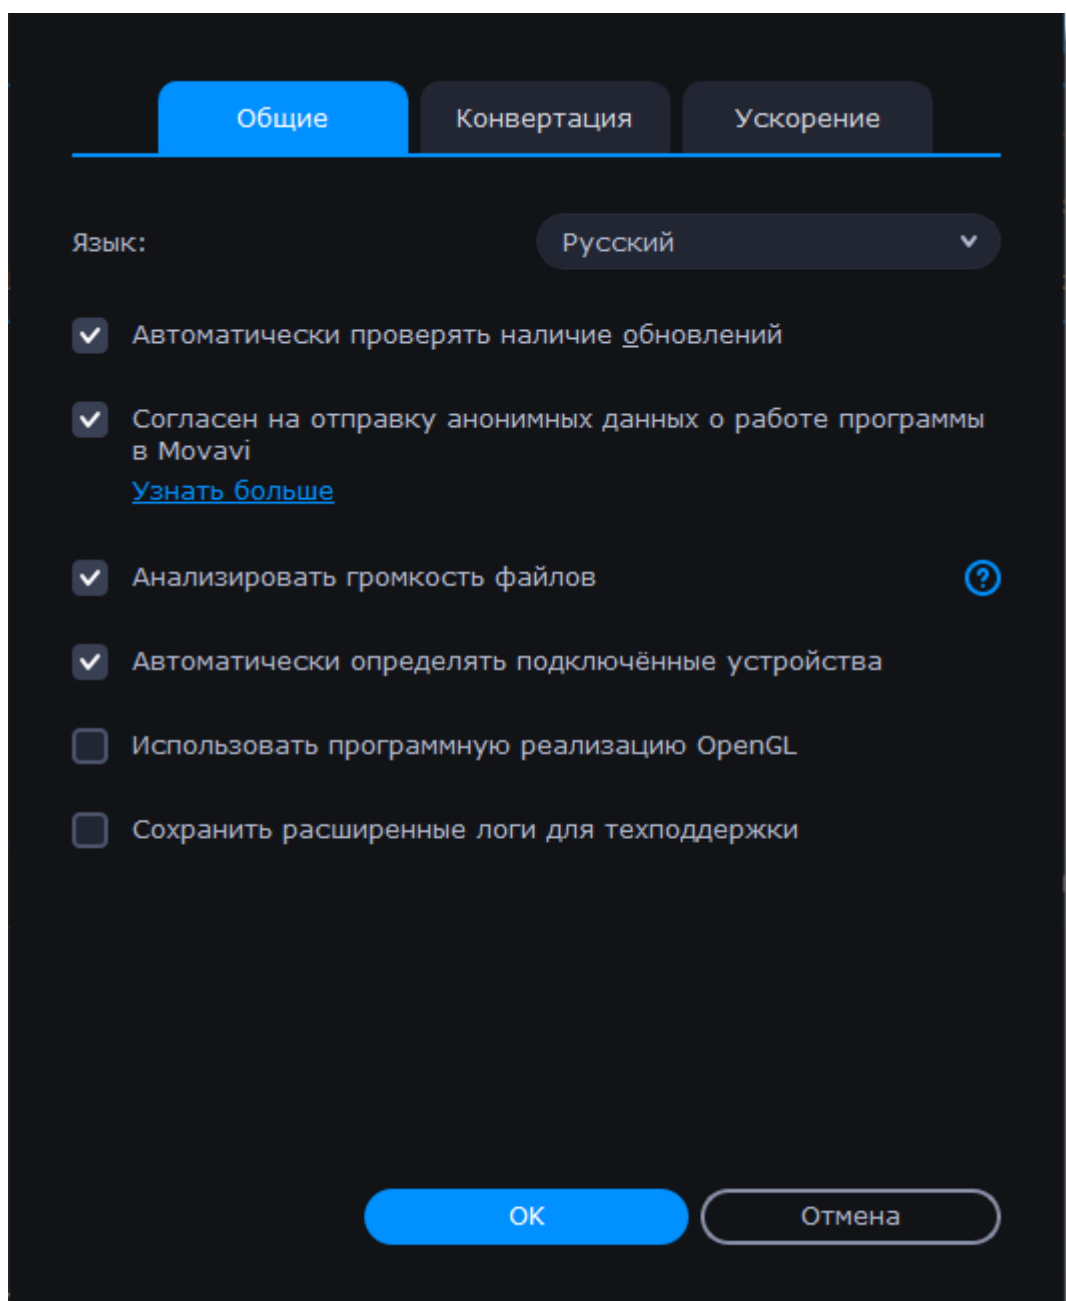 Общие Конвертация Ускорение
Язык: Русский
Автоматически проверять наличие обновлений
Согласен на отправку анонимных данных о работе программы
в Movavi
Узнать больше
Анализировать громкость файлов ?
Автоматически определять подключённые устройства
Использовать программную реализацию OpenGL
Сохранить расширенные логи для техподдержки
OK Отмена